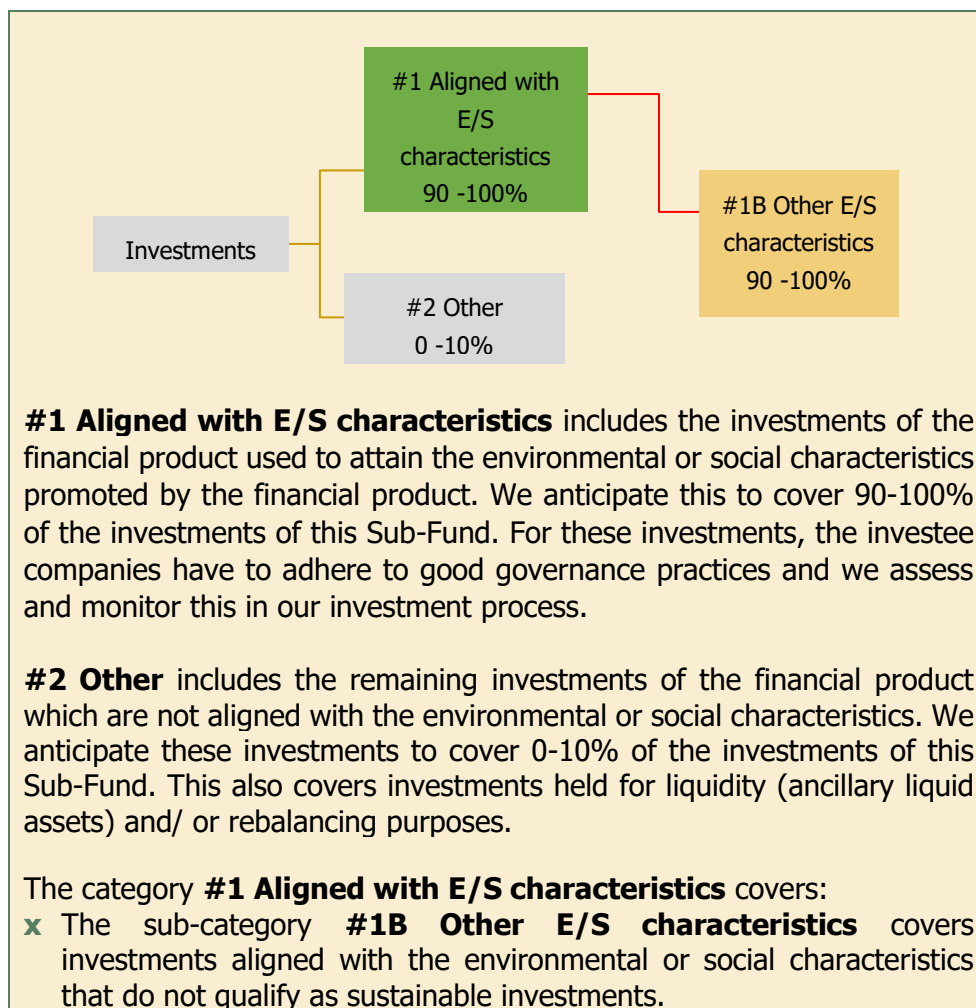 #1 Aligned with
E/S
characteristics
90 -100%
#1B Other E/S
characteristics
90 -100%
Investments
#2 Other
0 -10%
#1 Aligned with E/S characteristics includes the investments of the
financial product used to attain the environmental or social characteristics
promoted by the financial product. We anticipate this to cover 90-100%
of the investments of this Sub-Fund. For these investments, the investee
companies have to adhere to good governance practices and we assess
and monitor this in our investment process.
#2 Other includes the remaining investments of the financial product
which are not aligned with the environmental or social characteristics. We
anticipate these investments to cover 0-10% of the investments of this
Sub-Fund. This also covers investments held for liquidity (ancillary liquid
assets) and/ or rebalancing purposes.
The category #1 Aligned with E/S characteristics covers:
x The sub-category #1B Other E/S characteristics covers
investments aligned with the environmental or social characteristics
that do not qualify as sustainable investments.